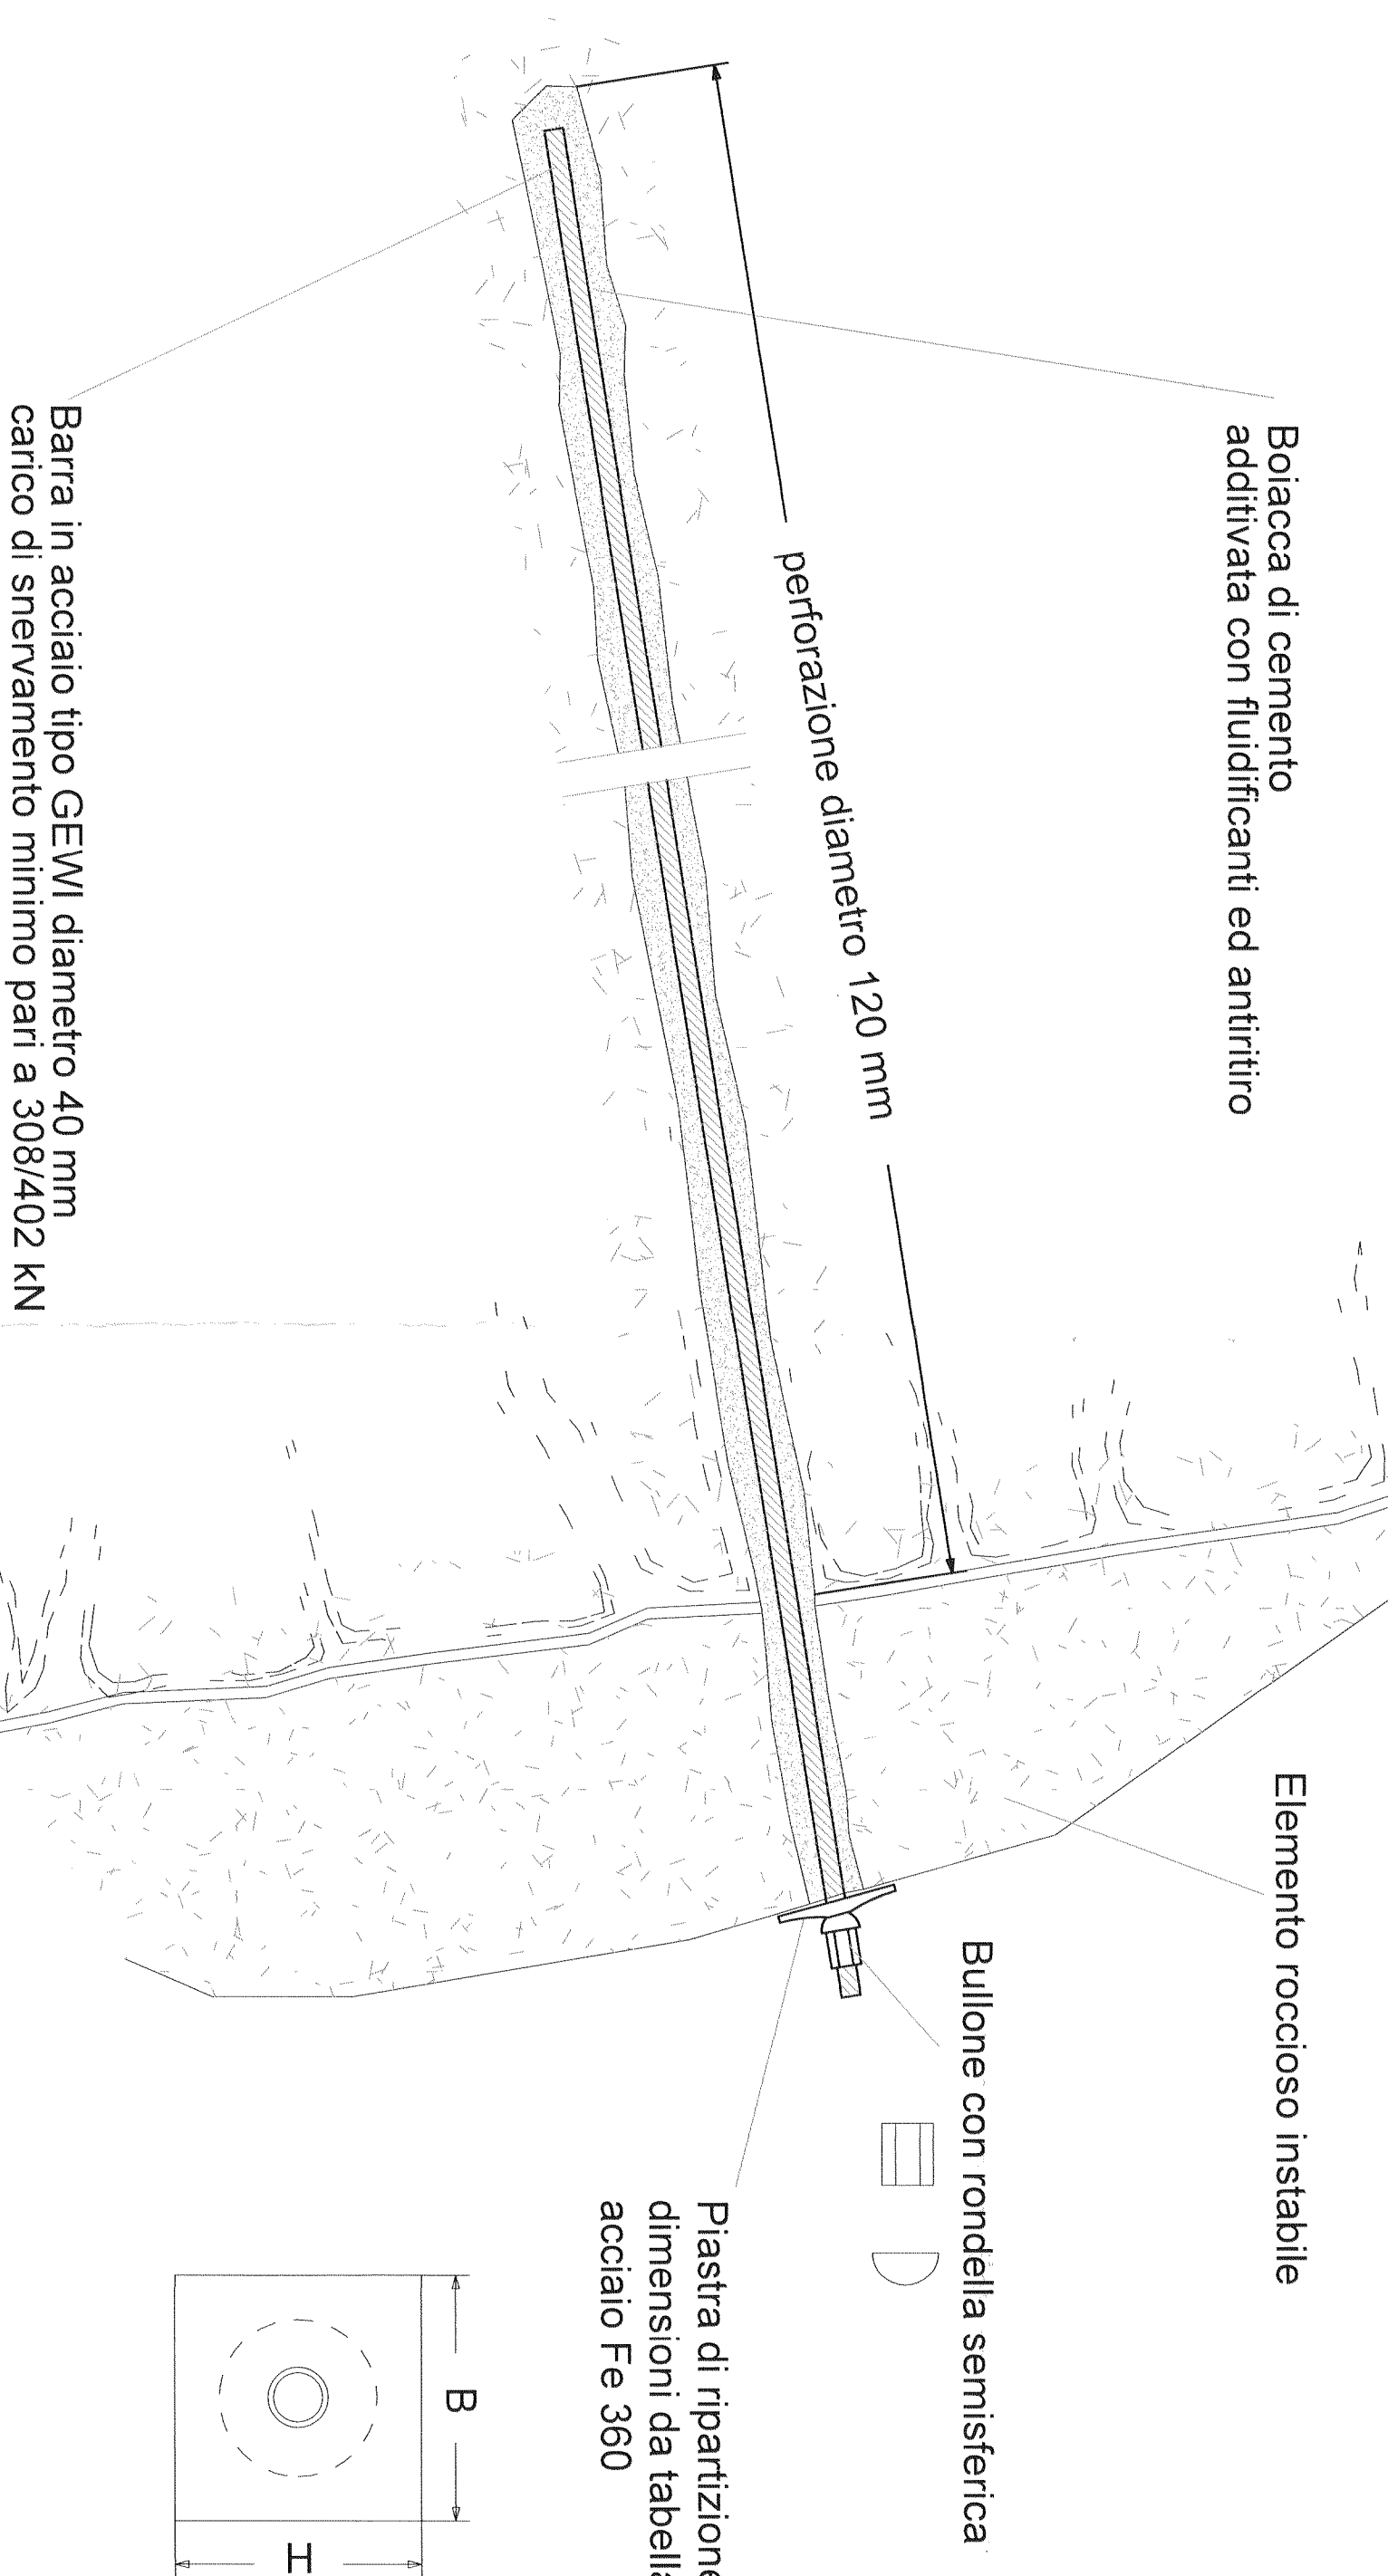 Boiacca di cemento
additivata con fluidificanti ed antiritiro
Elemento roccioso instabile
perforazione diametro 120 mm
Bullone con rondella semisferica
Piastra di ripartizione
dimensioni da tabella
acciaio Fe 360
B
H
Barra in acciaio tipo GEWI diametro 40 mm
carico di snervamento minimo pari a 308/402 kN